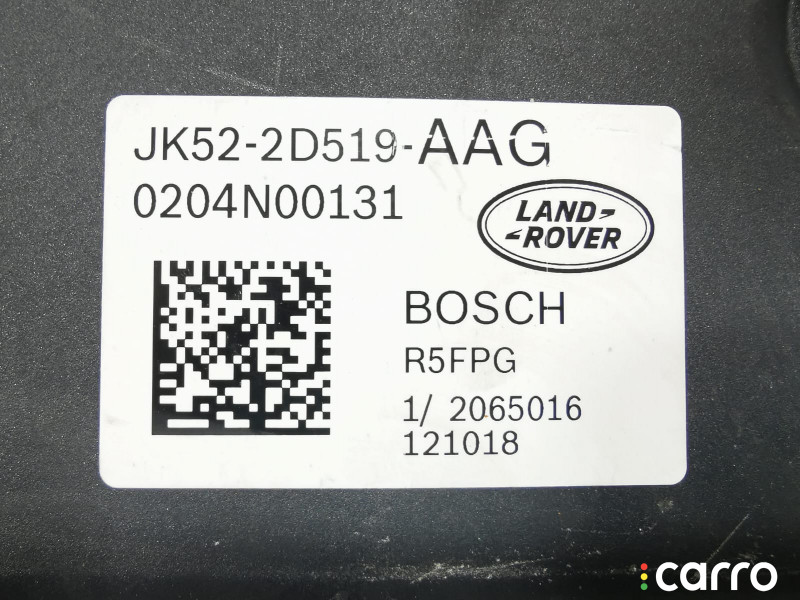 JK52-2D519-AAG
0204N00131
LAND
ROVER
BOSCH
R5FPG
1/ 2065016
121018
carro